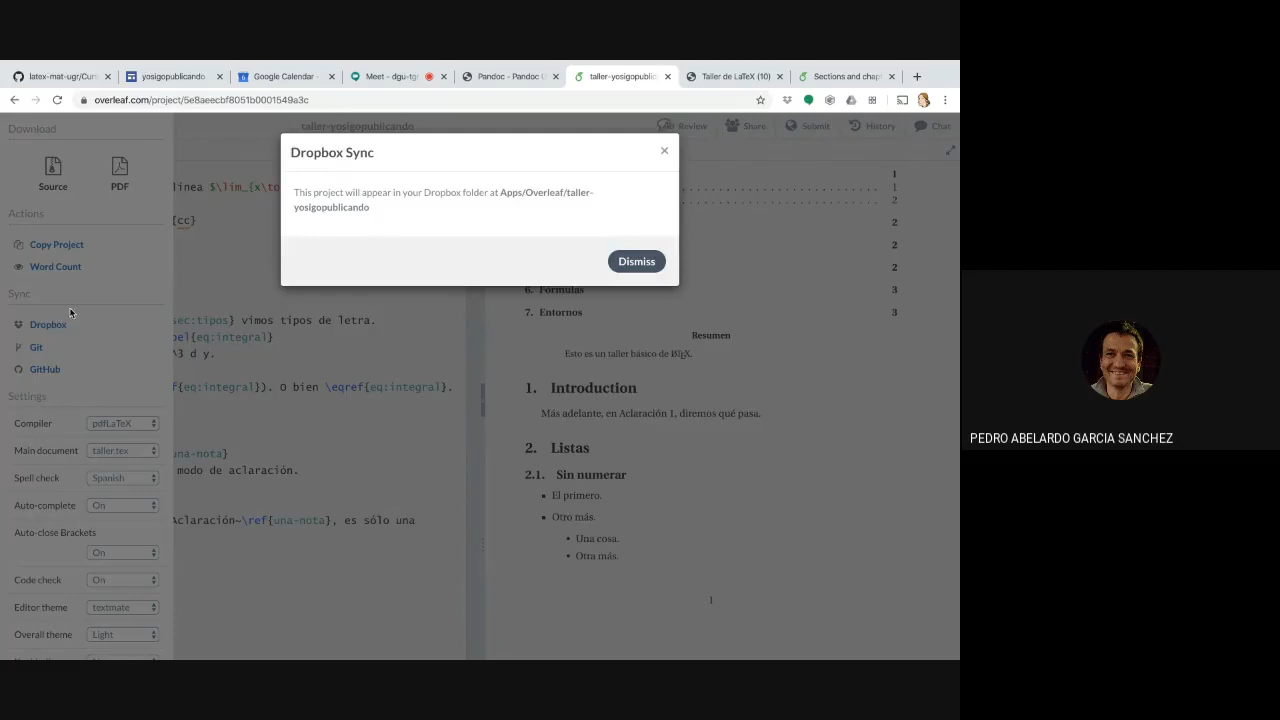 latex-mat-ugr/Cur
yosigopublicando
Google Calendar -
Meet - dgu-tg
Pandoc - Pandoc U
taller-yosigopublic
Taller de LaTeX (10)
Sections and chap
overleaf.com/project/5e8aeecbf8051b0001549a3c
Download
taller-yosigopublicando
Review
Share
Submit
History
Chat
Source
PDF
Actions
Copy Project
Word Count
Sync
Dropbox
Git
GitHub
Settings
Compiler pdfLaTeX
Main document taller.tex
Spell check Spanish
Auto-complete On
Auto-close Brackets
On
Code check On
Editor theme textmate
Overall theme Light
Dropbox Sync ×
This project will appear in your Dropbox folder at Apps/Overleaf/taller-
yosigopublicando
Dismiss
línea $\lim_{x\to
{cc}
sec:tipos} vimos tipos de letra.
bel{eq:integral}
^3 d y.
f{eq:integral}). O bien \eqref{eq:integral}.
una-nota}
modo de aclaración.
Aclaración~\ref{una-nota}, es sólo una
1
1
2
2
2
2
6. Fórmulas 3
7. Entornos 3
Resumen
Esto es un taller básico de LATEX.
1. Introduction
Más adelante, en Aclaración 1, diremos qué pasa.
2. Listas
2.1. Sin numerar
• El primero.
• Otro más.
• Una cosa.
• Otra más.
1
PEDRO ABELARDO GARCIA SANCHEZ